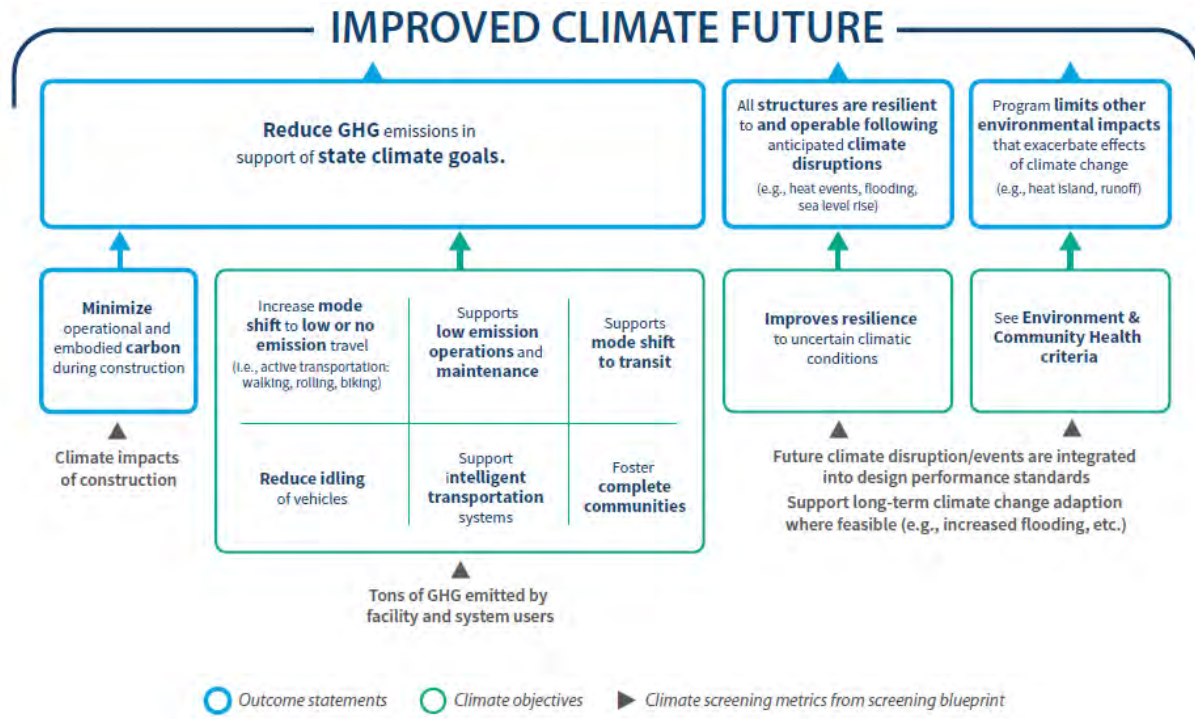 IMPROVED CLIMATE FUTURE
Reduce GHG emissions in
support of state climate goals.
All structures are resilient
to and operable following
anticipated climate
disruptions
(e.g., heat events, flooding,
sea level rise)
Program limits other
environmental impacts
that exacerbate effects
of climate change
(e.g., heat island, runoff)
Minimize
operational and
embodied carbon
during construction
Increase mode
shift to low or no
emission travel
(i.e., active transportation:
walking, rolling, biking)
Supports
low emission
operations and
maintenance
Supports
mode shift
to transit
Reduce idling
of vehicles
Support
intelligent
transportation
systems
Foster
complete
communities
Improves resilience
to uncertain climatic
conditions
See Environment &
Community Health
criteria
Climate impacts
of construction
Tons of GHG emitted by
facility and system users
Future climate disruption/events are integrated
into design performance standards
Support long-term climate change adaption
where feasible (e.g., increased flooding, etc.)
Outcome statements
Climate objectives
Climate screening metrics from screening blueprint